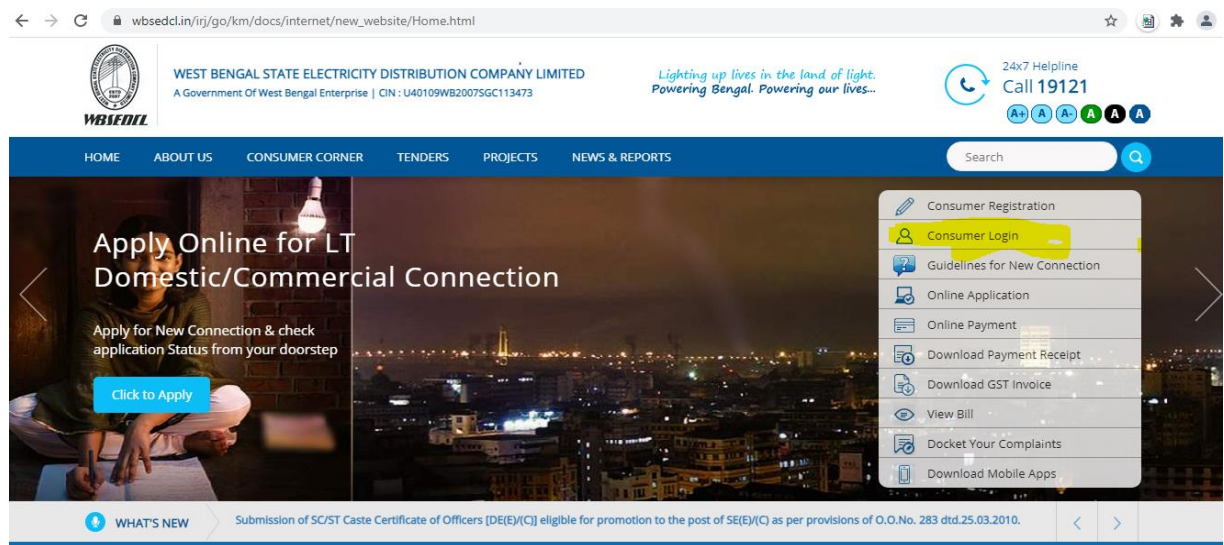 wbsedcl.in/irj/go/km/docs/internet/new_website/Home.html
WBSEDCL
WEST BENGAL STATE ELECTRICITY DISTRIBUTION COMPANY LIMITED
A Government Of West Bengal Enterprise | CIN : U40109WB2007SGC113473
Lighting up lives in the land of light.
Powering Bengal. Powering our lives...
24x7 Helpline
Call 19121
A+ A A- A A A
HOME ABOUT US CONSUMER CORNER TENDERS PROJECTS NEWS & REPORTS Search
Apply Online for LT
Domestic/Commercial Connection
Apply for New Connection & check
application Status from your doorstep
Click to Apply
Consumer Registration
Consumer Login
Guidelines for New Connection
Online Application
Online Payment
Download Payment Receipt
Download GST Invoice
View Bill
Docket Your Complaints
Download Mobile Apps
WHAT'S NEW Submission of SC/ST Caste Certificate of Officers [DE(E)/(C)] eligible for promotion to the post of SE(E)/(C) as per provisions of O.O.No. 283 dtd.25.03.2010.